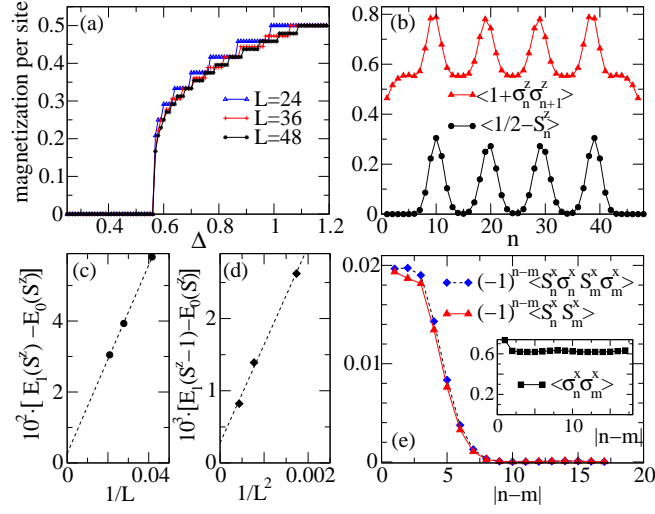 (a)
magnetization per site
0.5
0.4
0.3
0.2
0.1
0
0.4 0.6 0.8 1 1.2
Δ
L=24
L=36
L=48
(b)
0.8
0.6
0.4
0.2
0
0 10 20 30 40
n
<1+σ^z_n σ^z_{n+1}>
<1/2−S^z_n>
(c)
10^2·[E_1(S^z)−E_0(S^z)]
4
2
0
0 0.02 0.04
1/L
(d)
10^3·[E_1(S^z−1)−E_0(S^z)]
2
1
0
0 0.002
1/L^2
(e)
0.02
0.01
0
0 5 10 15 20
|n−m|
(−1)^{n−m}<S^x_n σ^x_n S^x_m σ^x_m>
(−1)^{n−m}<S^x_n S^x_m>
0.6
0.4
0.2
0 10
|n−m|
<σ^x_n σ^x_m>